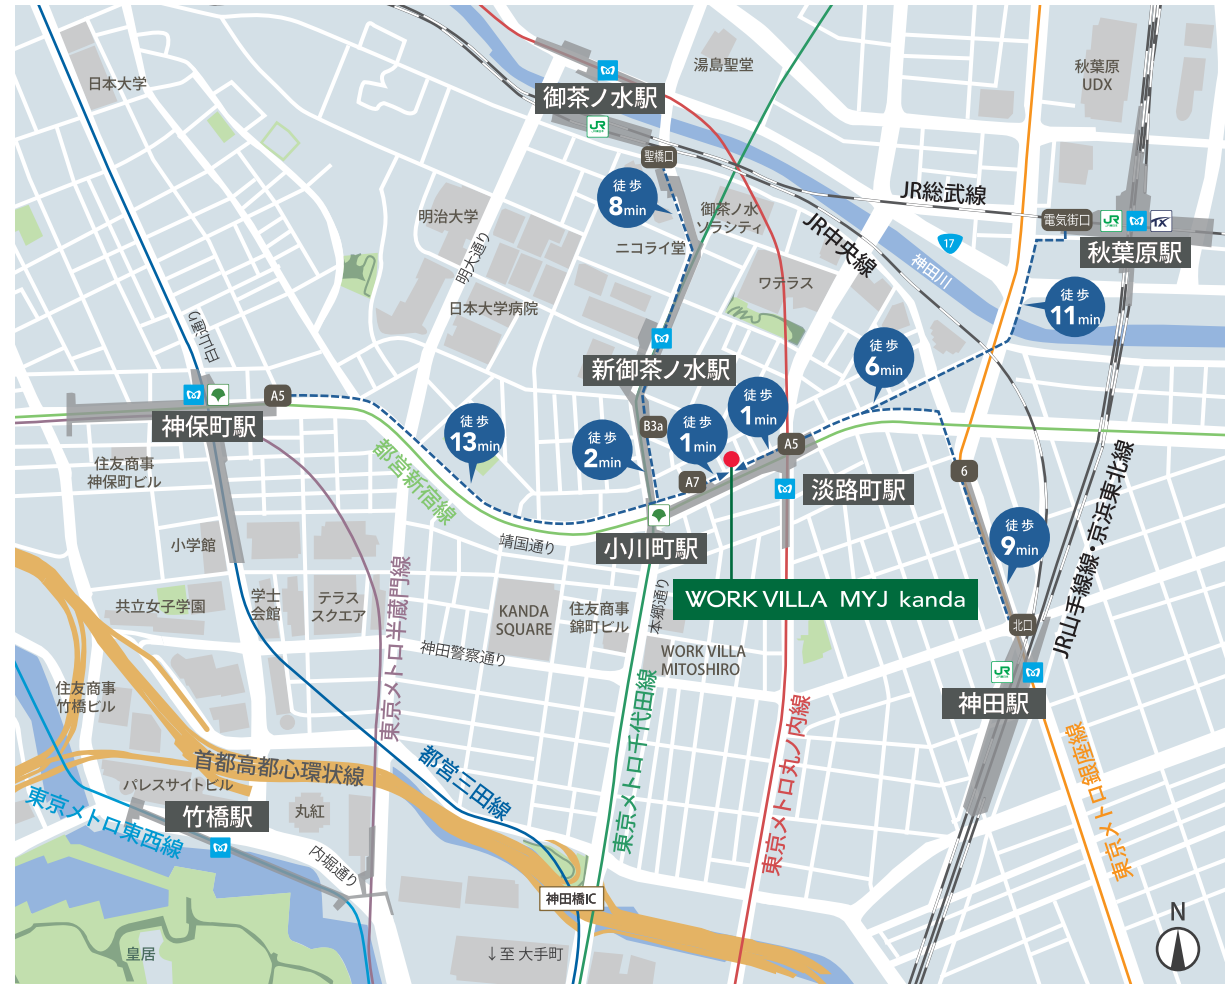 日本大学
湯島聖堂
秋葉原
UDX
御茶ノ水駅
JR
聖橋口
徒歩
8min
明治大学
明大通り
御茶ノ水
ソラシティ
ニコライ堂
JR総武線
JR中央線
17
神田川
電気街口
JR
TX
秋葉原駅
日本大学病院
ワテラス
徒歩
11min
白山通り
新御茶ノ水駅
徒歩
6min
A5
神保町駅
徒歩
13min
徒歩
2min
B3a
徒歩
1min
徒歩
1min
A5
A7
6
住友商事
神保町ビル
都営新宿線
淡路町駅
小川町駅
靖国通り
徒歩
9min
JR山手線線・京浜東北線
小学館
学士
会館
テラス
スクエア
共立女子学園
東京メトロ半蔵門線
KANDA
SQUARE
住友商事
錦町ビル
本郷通り
WORK VILLA MYJ kanda
WORK VILLA
MITOSHIRO
神田警察通り
北口
JR
神田駅
住友商事
竹橋ビル
首都高都心環状線
都営三田線
東京メトロ千代田線
東京メトロ丸ノ内線
東京メトロ銀座線
パレスサイトビル
竹橋駅
東京メトロ東西線
丸紅
内堀通り
神田橋IC
皇居
↓至 大手町
N